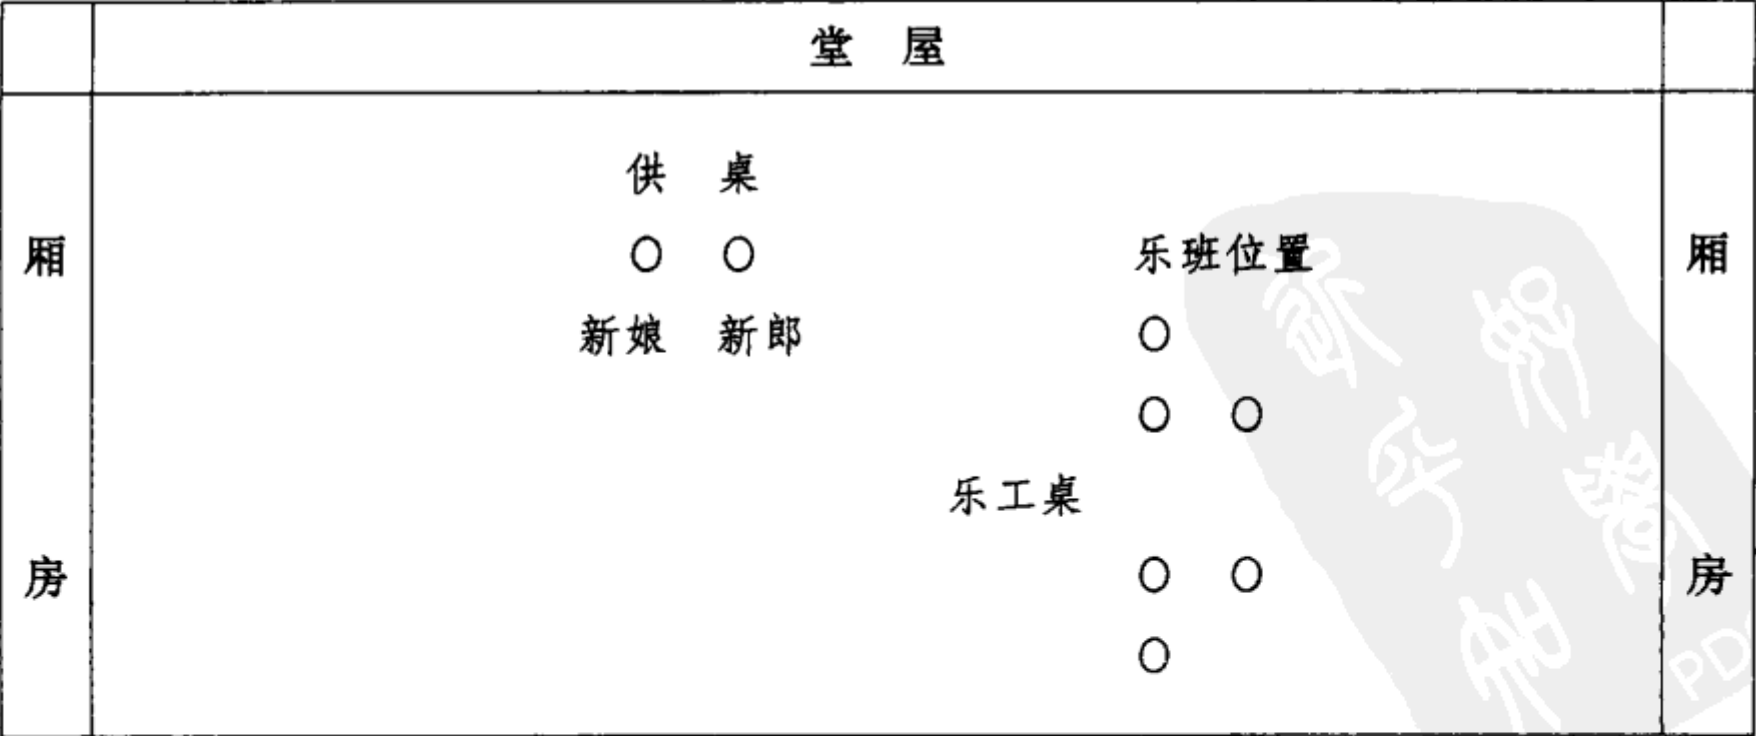 堂 屋
供 桌
厢 ○ ○ 乐班位置 厢
新娘 新郎 ○
○ ○
乐工桌
房 ○ ○ 房
○
PD